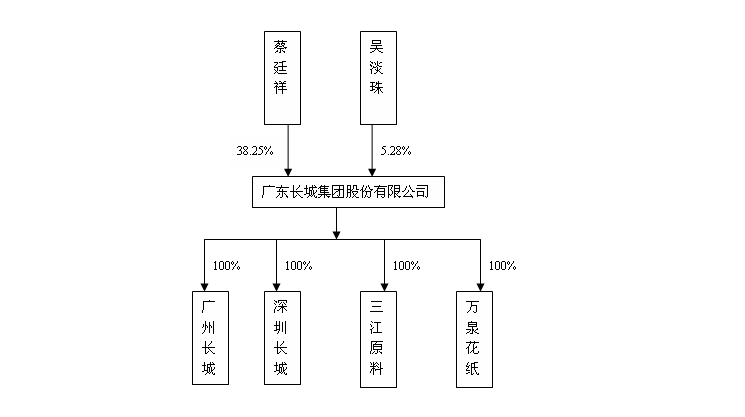 蔡廷祥
吴淡珠
38.25%
5.28%
广东长城集团股份有限公司
100%
100%
100%
100%
广州长城
深圳长城
三江原料
万泉花纸